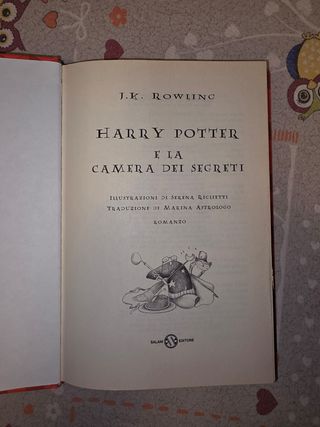 J.K. ROWLING
HARRY POTTER
E LA
CAMERA DEI SEGRETI
ILLUSTRAZIONI DI SERENA RIGLIETTI
TRADUZIONE DI MARINA ASTROLOGO
ROMANZO
SALANI EDITORE